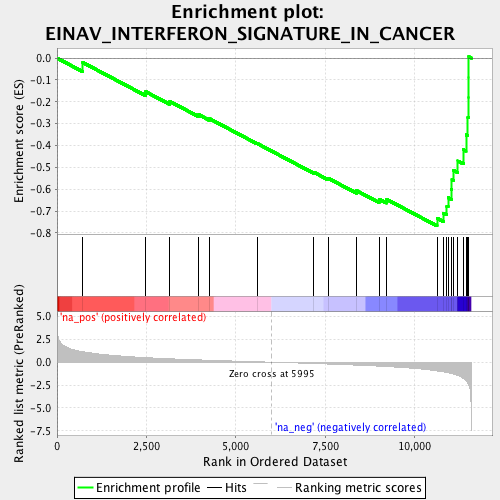 Enrichment plot:
EINAV_INTERFERON_SIGNATURE_IN_CANCER
Enrichment score (ES)
0.0
-0.1
-0.2
-0.3
-0.4
-0.5
-0.6
-0.7
-0.8
'na_pos' (positively correlated)
Ranked list metric (PreRanked)
5.0
2.5
0.0
-2.5
-5.0
-7.5
Zero cross at 5995
'na_neg' (negatively correlated)
0 2,500 5,000 7,500 10,000
Rank in Ordered Dataset
Enrichment profile Hits Ranking metric scores